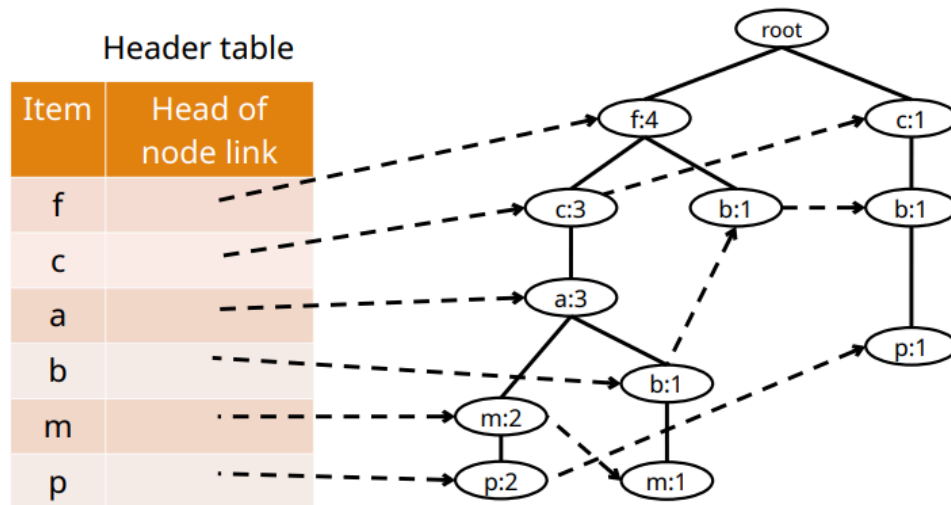 Header table
Item
Head of
node link
f
c
a
b
m
p
root
f:4
c:1
c:3
b:1
b:1
a:3
p:1
b:1
m:2
p:2
m:1